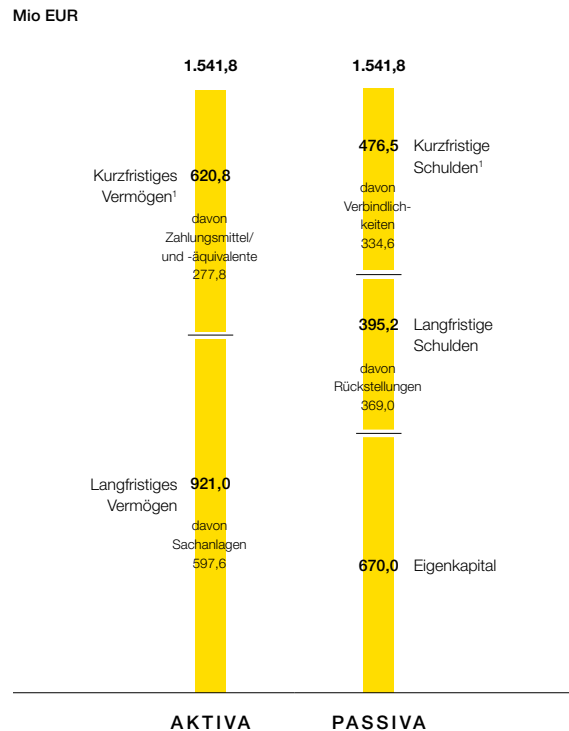 Mio EUR
1.541,8
Kurzfristiges 620,8
Vermögen¹
davon
Zahlungsmittel/
und -äquivalente
277,8
Langfristiges 921,0
Vermögen
davon
Sachanlagen
597,6
AKTIVA
1.541,8
476,5 Kurzfristige
Schulden¹
davon
Verbindlich-
keiten
334,6
395,2 Langfristige
Schulden
davon
Rückstellungen
369,0
670,0 Eigenkapital
PASSIVA